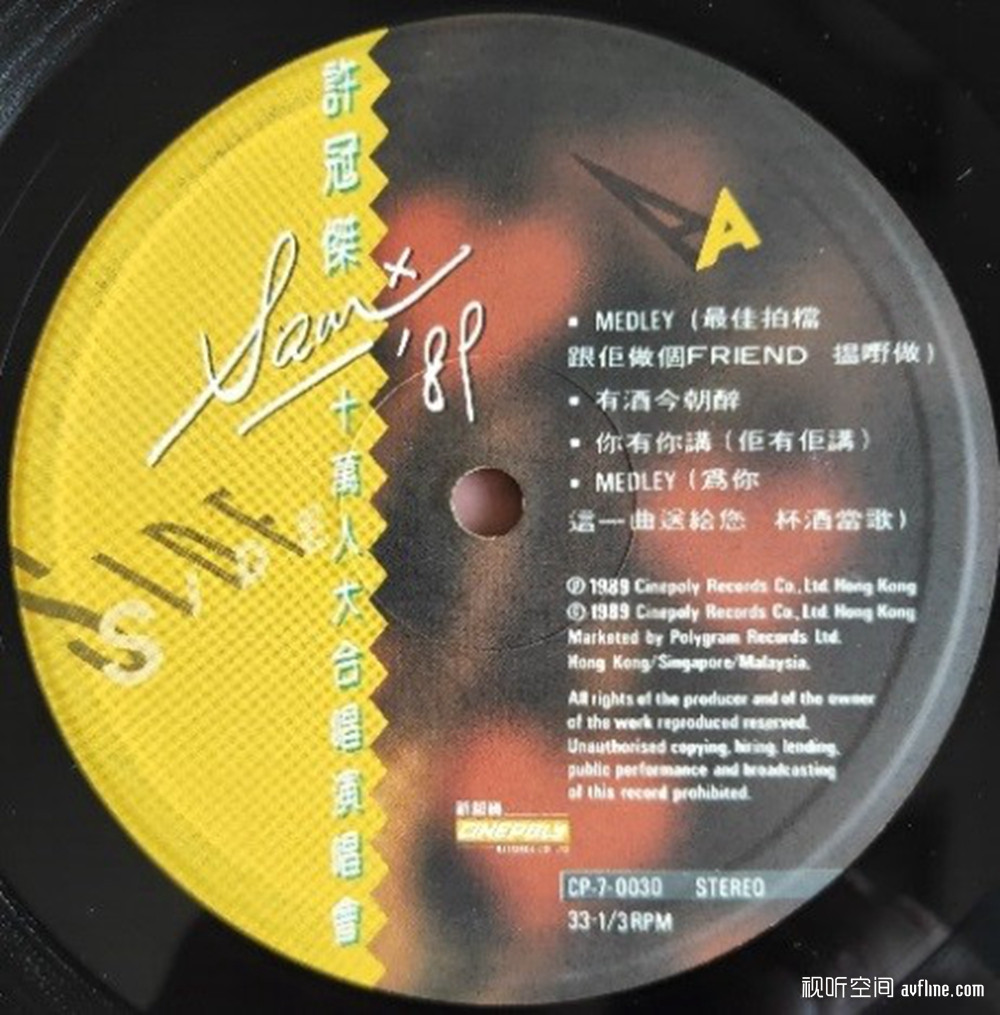 許冠傑
Sam
'89
十萬人大合唱演唱會
SIDE
A
• MEDLEY (最佳拍檔
跟佢做個FRIEND 搵嘢做)
• 有酒今朝醉
• 你有你講(佢有佢講)
• MEDLEY (爲你
這一曲送給您 杯酒當歌)
Ⓟ 1989 Cinepoly Records Co., Ltd. Hong Kong
© 1989 Cinepoly Records Co., Ltd. Hong Kong
Marketed by Polygram Records Ltd.
Hong Kong/Singapore/Malaysia.
All rights of the producer and of the owner
of the work reproduced reserved.
Unauthorised copying, hiring, lending,
public performance and broadcasting
of this record prohibited.
新藝寶
CINEPOLY
RECORDS CO LTD
CP-7-0030 STEREO
33-1/3 RPM
视听空间 avfline.com